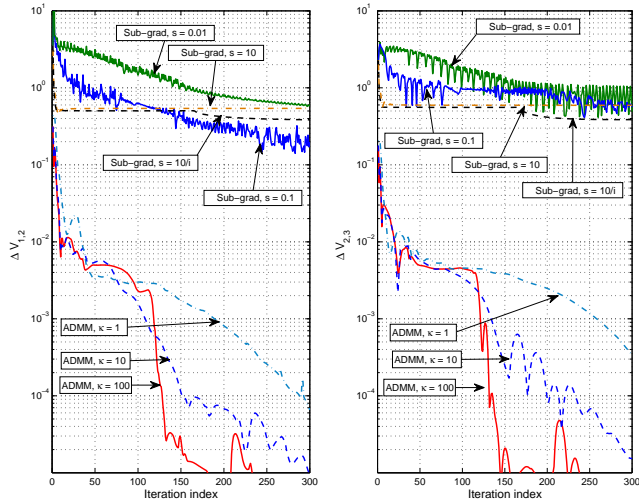 10^1
10^0
10^-1
10^-2
10^-3
10^-4
Δ V1,2
Sub-grad, s = 0.01
Sub-grad, s = 10
Sub-grad, s = 10/i
Sub-grad, s = 0.1
ADMM, κ = 1
ADMM, κ = 10
ADMM, κ = 100
0 50 100 150 200 250 300
Iteration index
10^1
10^0
10^-1
10^-2
10^-3
10^-4
Δ V2,3
Sub-grad, s = 0.01
Sub-grad, s = 0.1
Sub-grad, s = 10
Sub-grad, s = 10/i
ADMM, κ = 1
ADMM, κ = 10
ADMM, κ = 100
0 50 100 150 200 250 300
Iteration index